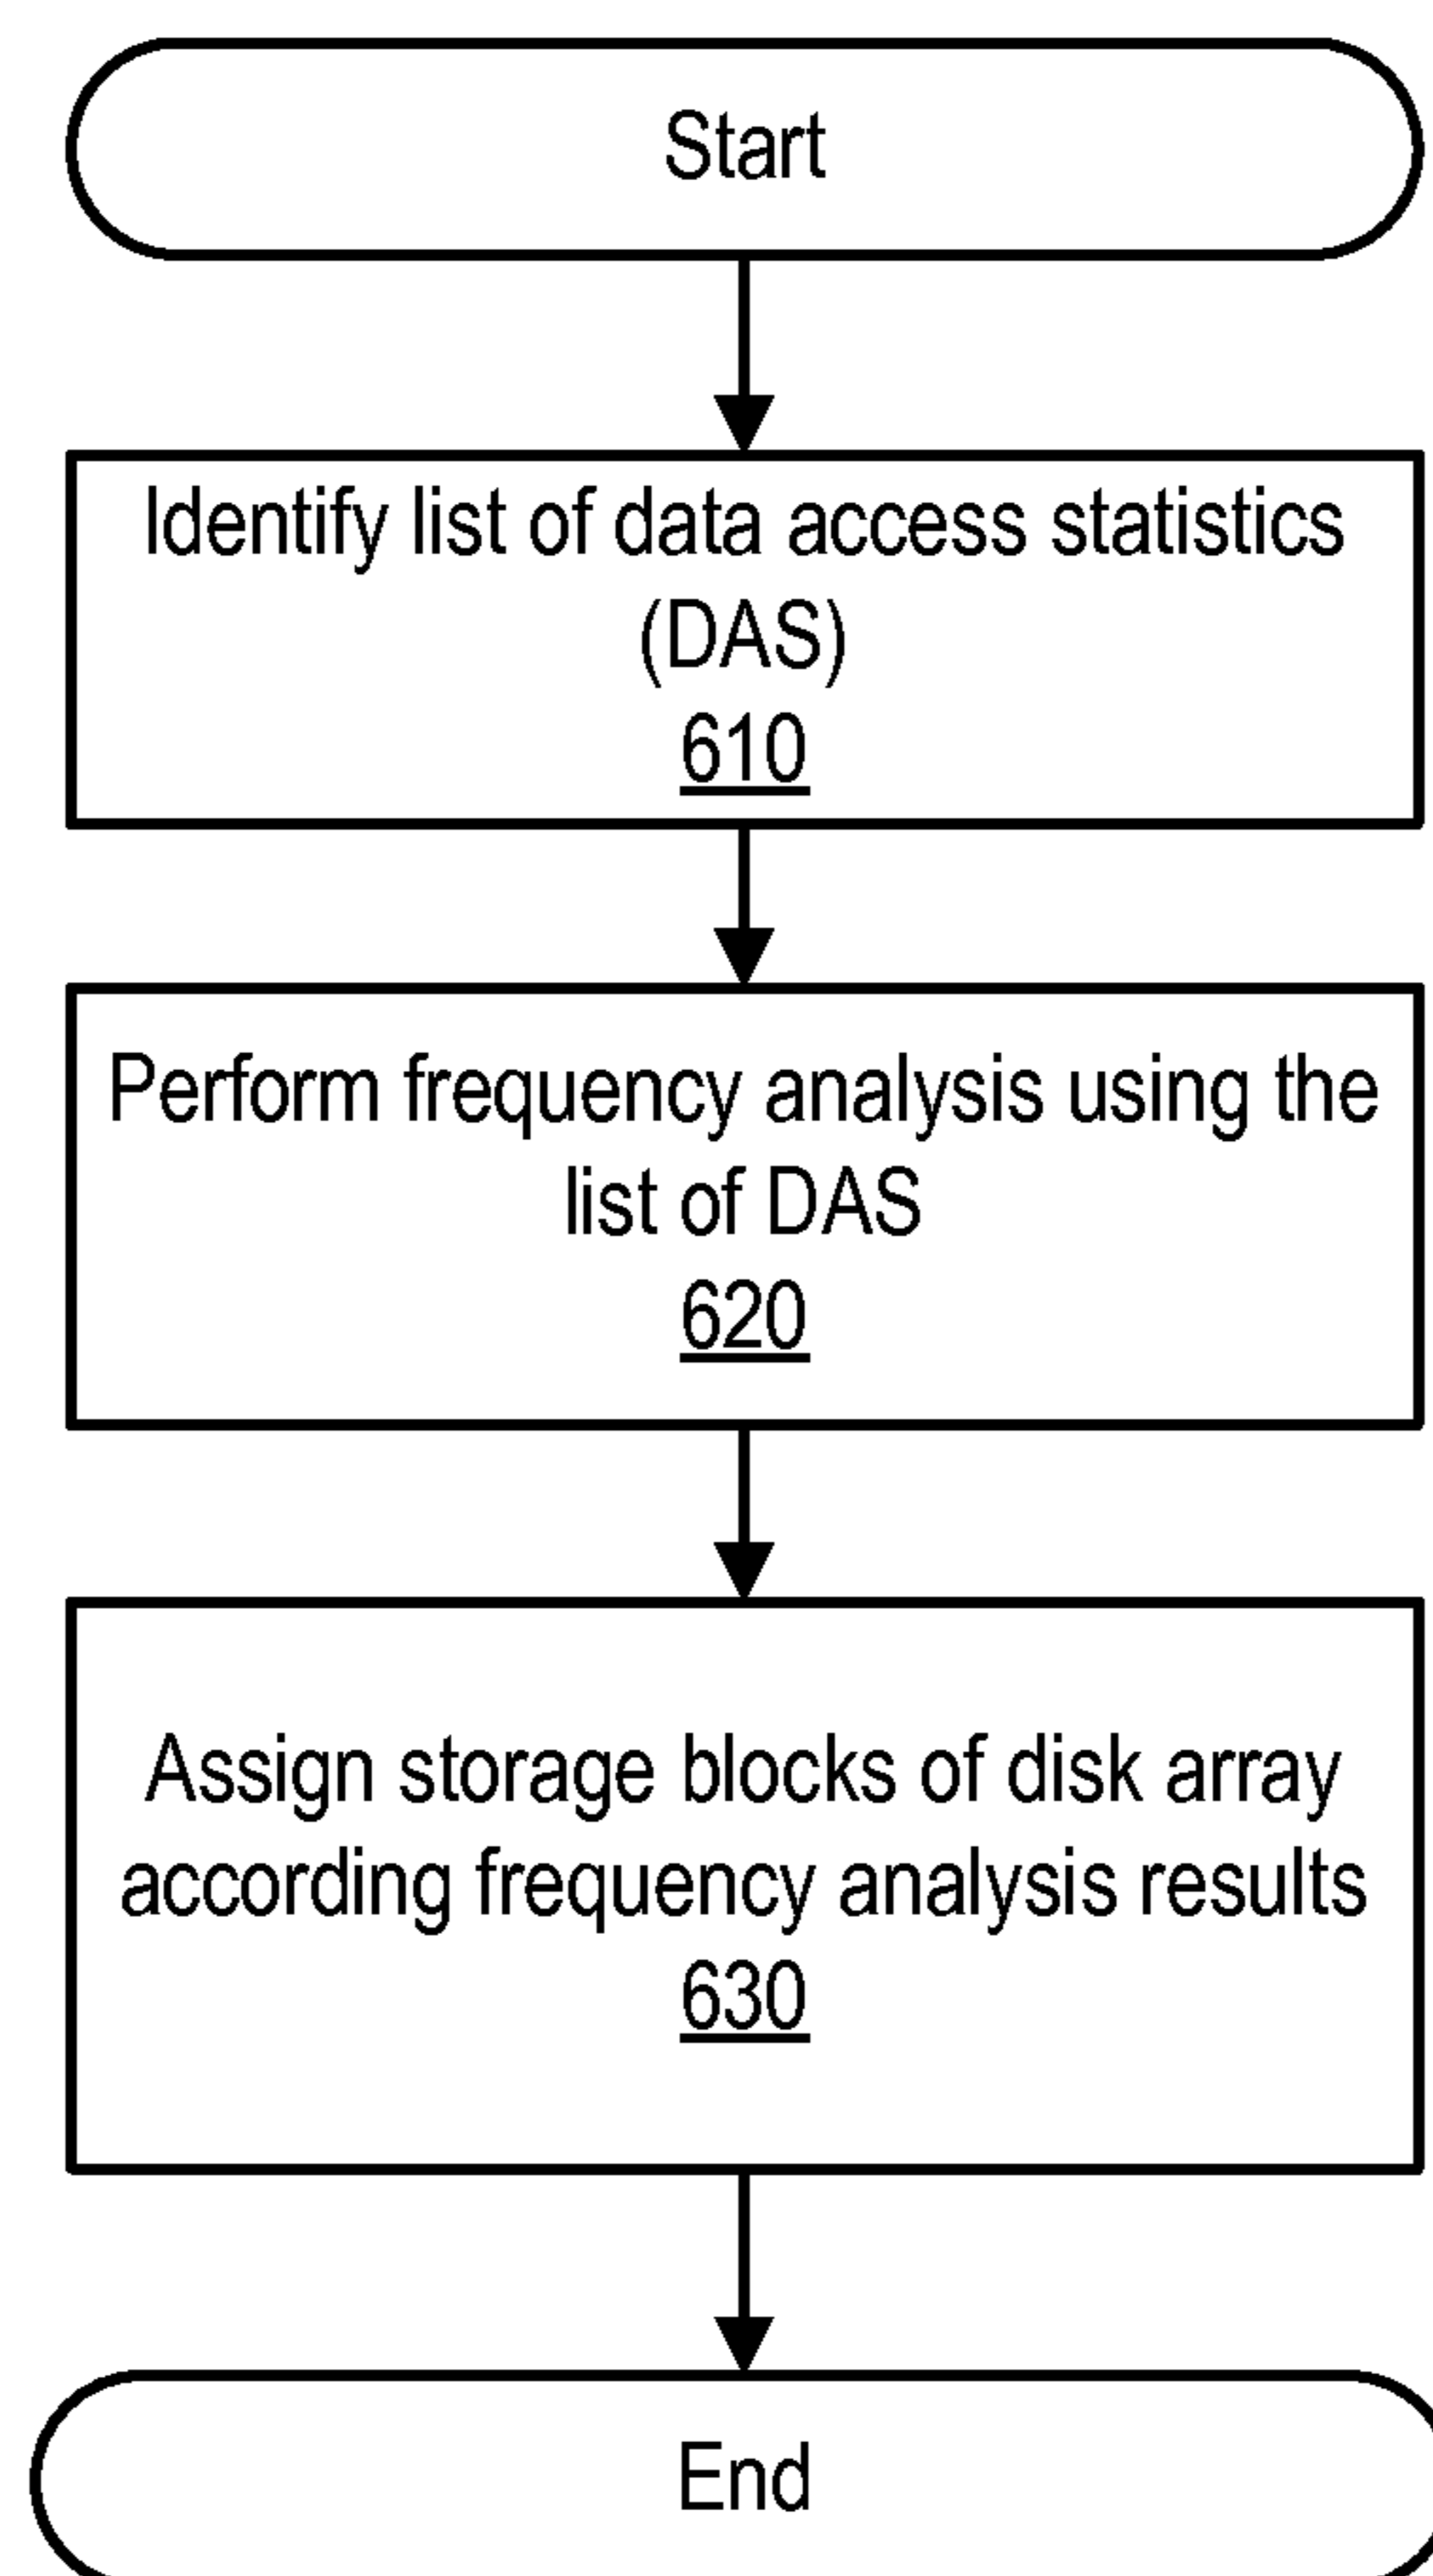 Start
Identify list of data access statistics
(DAS)
610
Perform frequency analysis using the
list of DAS
620
Assign storage blocks of disk array
according frequency analysis results
630
End